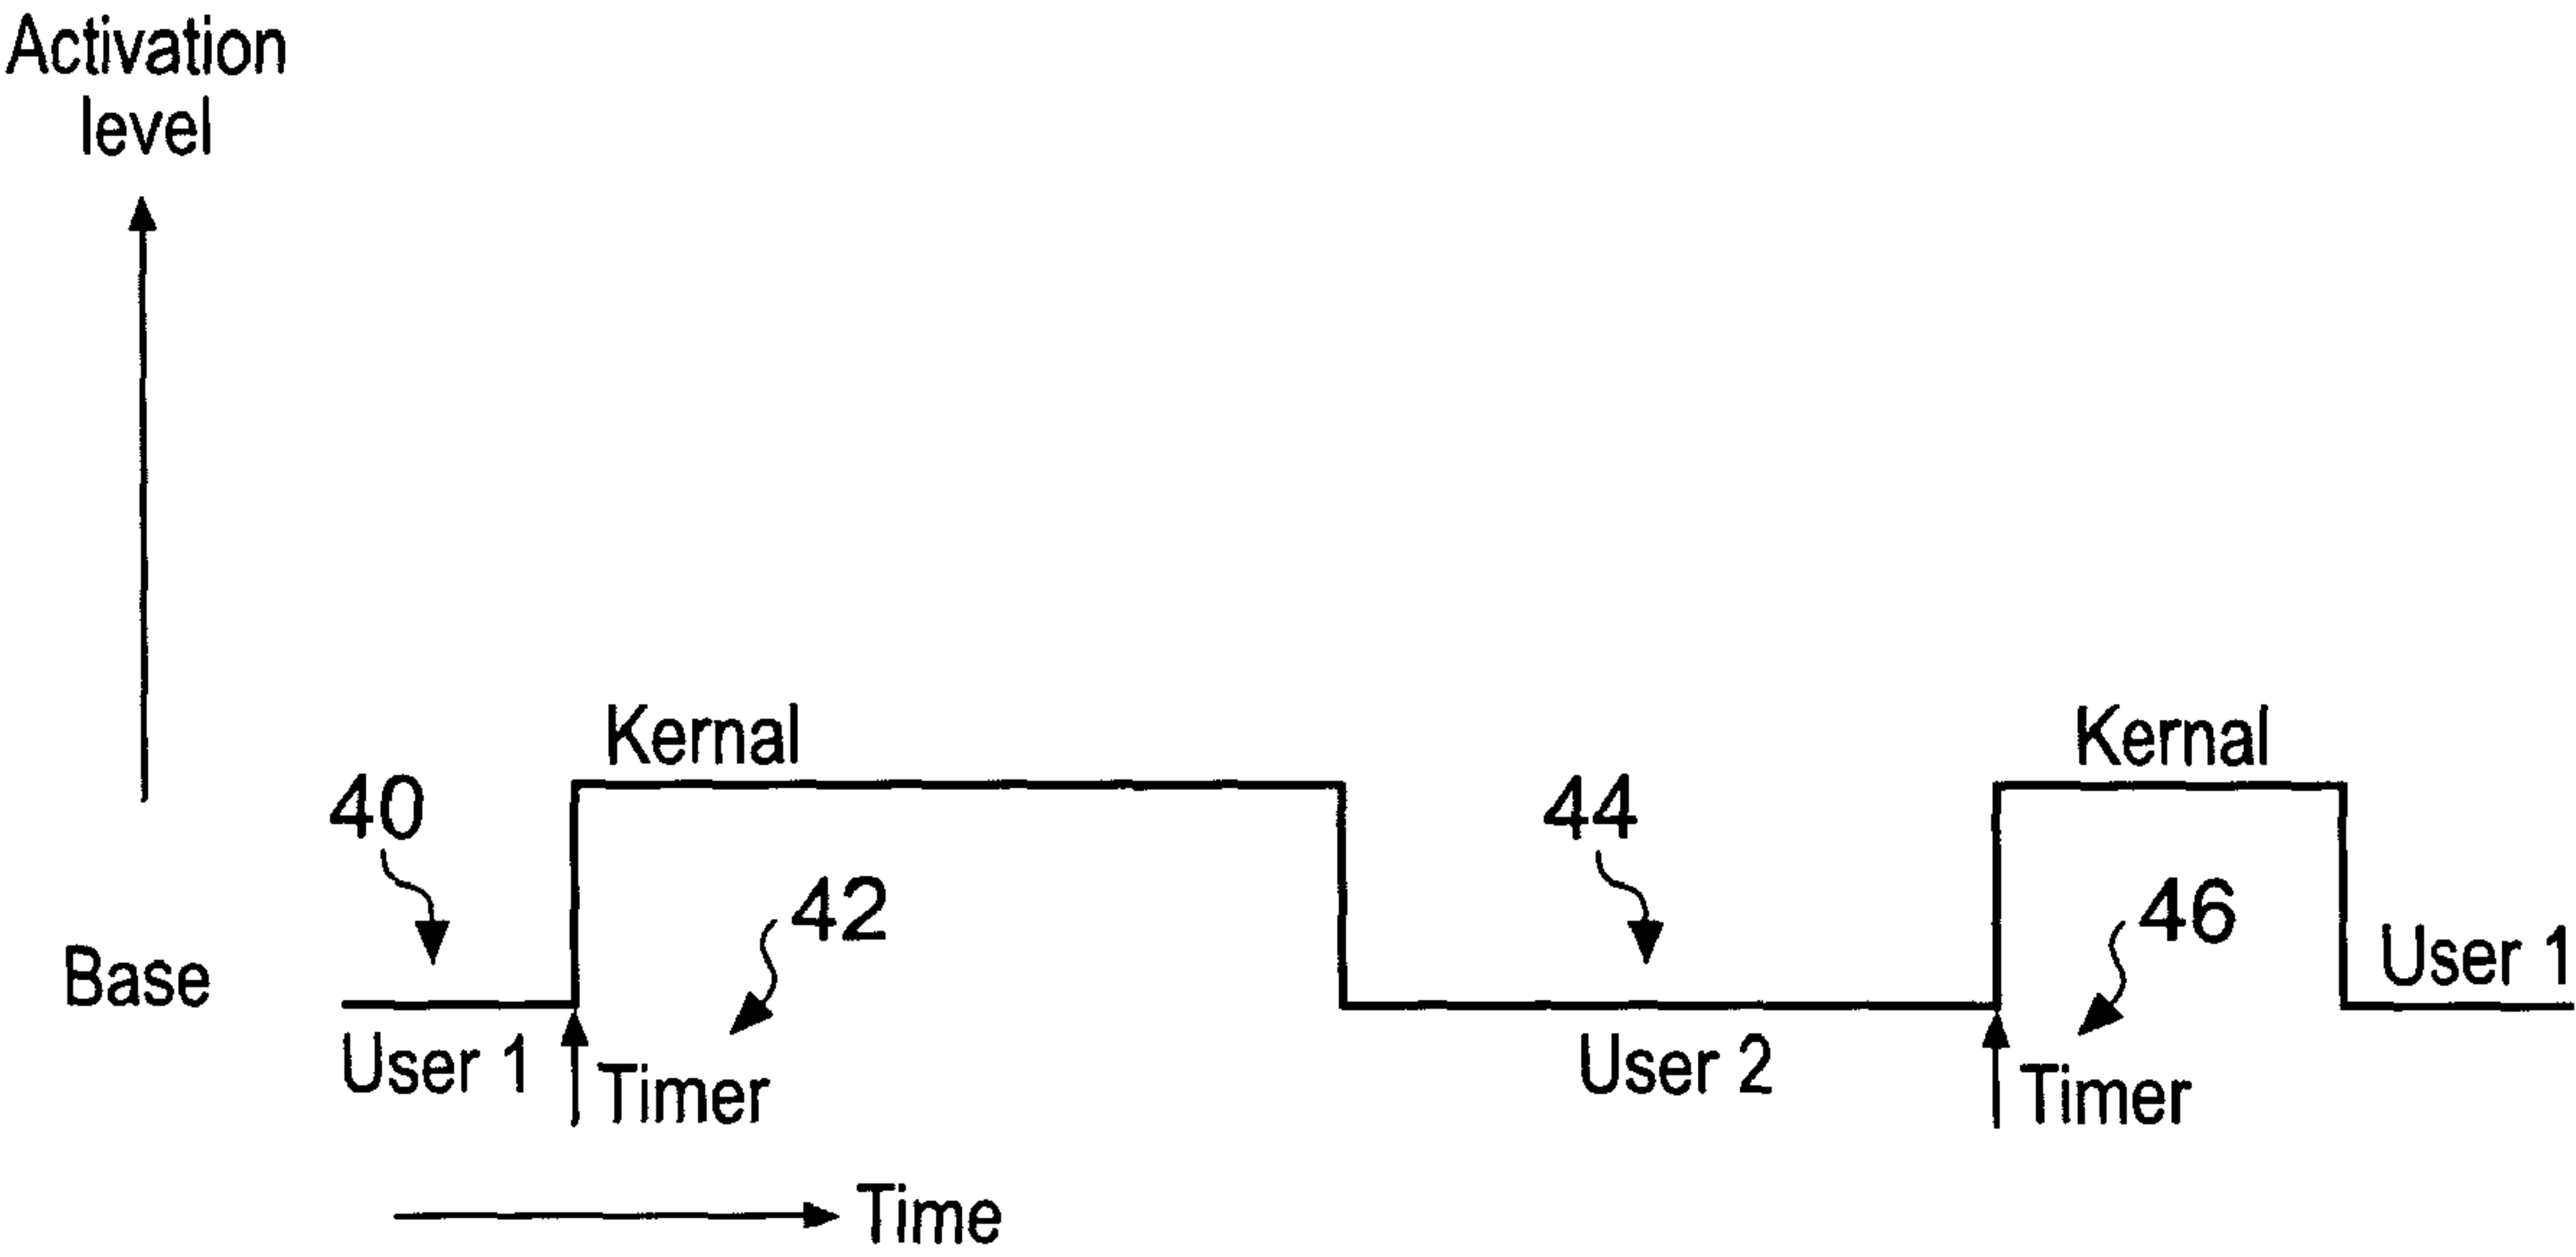 Activation
level
Kernal
Kernal
40
44
42
46
Base
User 1
User 1
Timer
User 2
Timer
Time